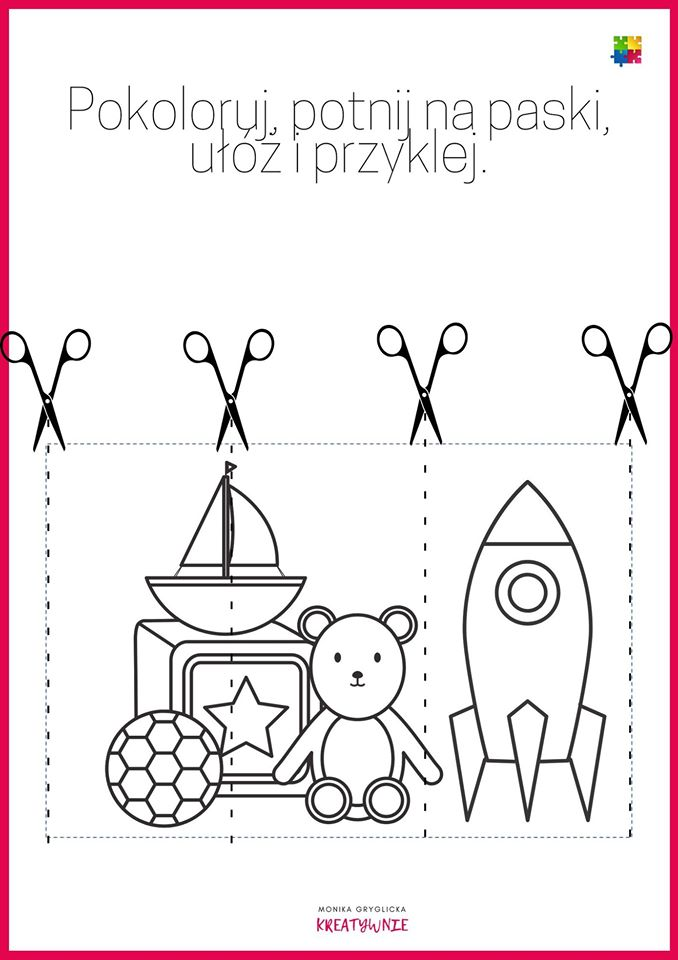 Pokoloruj, potnij na paski,
ułóż i przyklej.
MONIKA GRYGLICKA
KREATYWNIE